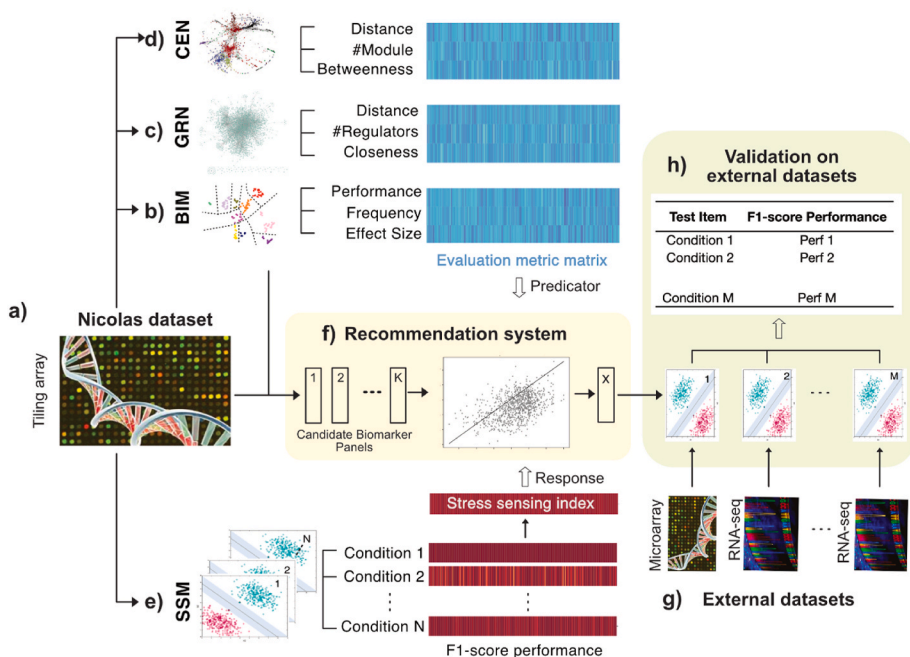 d) CEN
Distance
#Module
Betweenness
c) GRN
Distance
#Regulators
Closeness
b) BIM
Performance
Frequency
Effect Size
Evaluation metric matrix
Predicator
a)
Nicolas dataset
Tiling array
f) Recommendation system
1 2 K
X
Candidate Biomarker
Panels
Response
Stress sensing index
e) SSM
N
2
1
Condition 1
Condition 2
Condition N
F1-score performance
h) Validation on
external datasets
Test Item F1-score Performance
Condition 1 Perf 1
Condition 2 Perf 2
Condition M Perf M
1 2 M
Microarray
RNA-seq
RNA-seq
g) External datasets